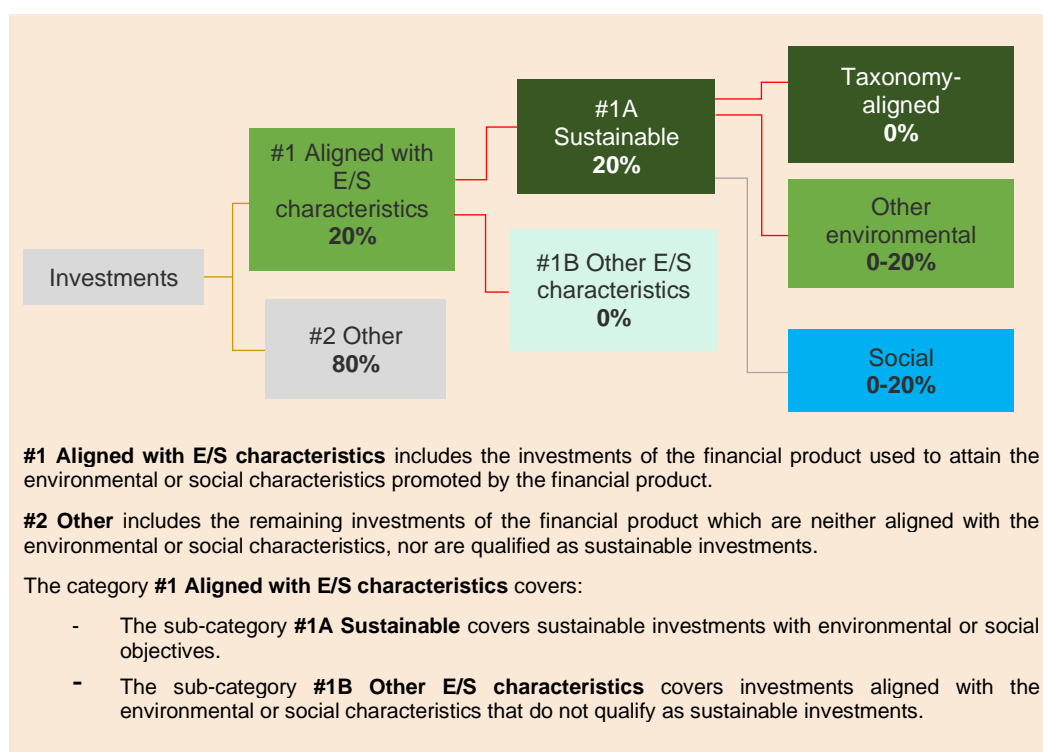 Investments
#1 Aligned with
E/S
characteristics
20%
#2 Other
80%
#1A
Sustainable
20%
#1B Other E/S
characteristics
0%
Taxonomy-
aligned
0%
Other
environmental
0-20%
Social
0-20%
#1 Aligned with E/S characteristics includes the investments of the financial product used to attain the
environmental or social characteristics promoted by the financial product.
#2 Other includes the remaining investments of the financial product which are neither aligned with the
environmental or social characteristics, nor are qualified as sustainable investments.
The category #1 Aligned with E/S characteristics covers:
- The sub-category #1A Sustainable covers sustainable investments with environmental or social
objectives.
- The sub-category #1B Other E/S characteristics covers investments aligned with the
environmental or social characteristics that do not qualify as sustainable investments.